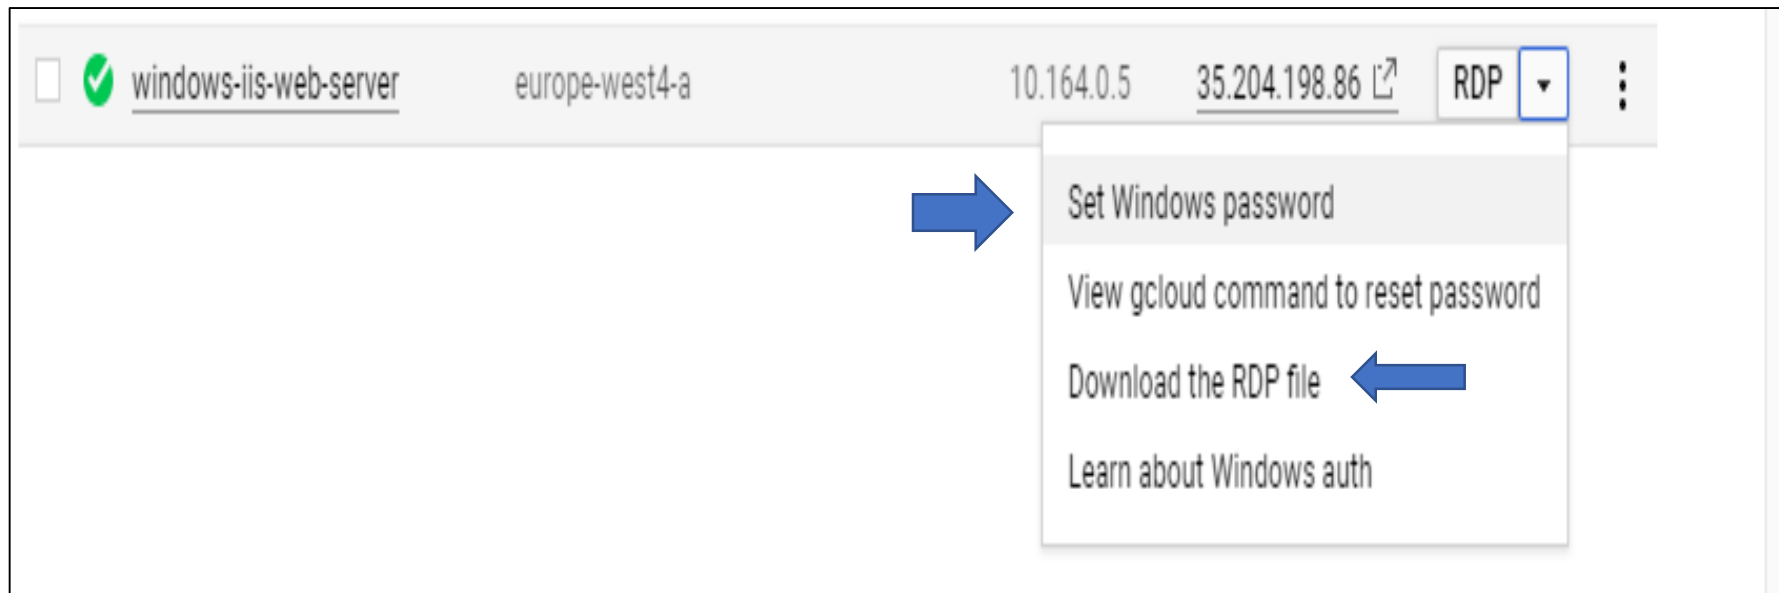 windows-iis-web-server europe-west4-a 10.164.0.5 35.204.198.86 RDP
Set Windows password
View gcloud command to reset password
Download the RDP file
Learn about Windows auth